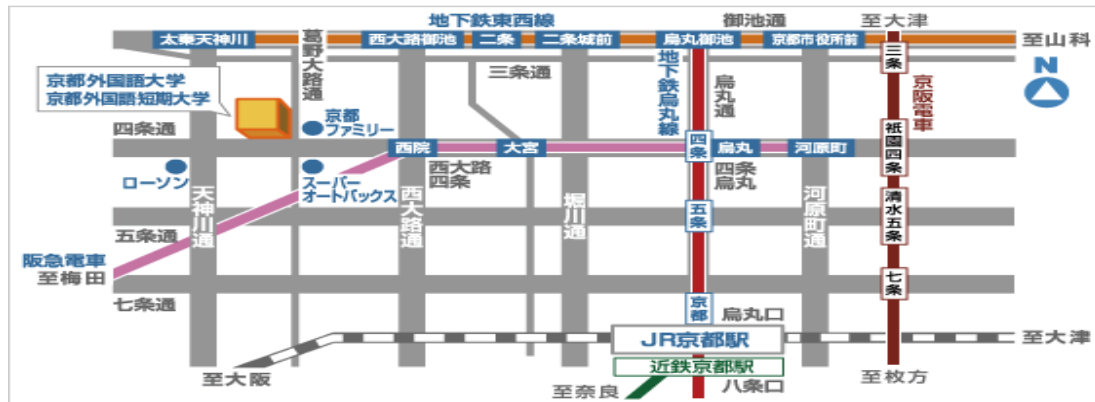 地下鉄東西線
御池通
至大津
太秦天神川
葛野大路通
西大路御池
二条
二条城前
烏丸御池
京都市役所前
至山科
三条
三条通
地下鉄烏丸線
烏丸通
京阪電車
N
京都外国語大学
京都外国語短期大学
四条通
京都
ファミリー
西院
大宮
四条
烏丸
河原町
祇園四条
ローソン
スーパー
オートバックス
西大路
四条
四条
烏丸
天神川通
西大路通
堀川通
五条
河原町通
清水五条
五条通
阪急電車
至梅田
七条通
七条
京都
烏丸口
JR京都駅
至大津
近鉄京都駅
至大阪
至奈良
八条口
至枚方